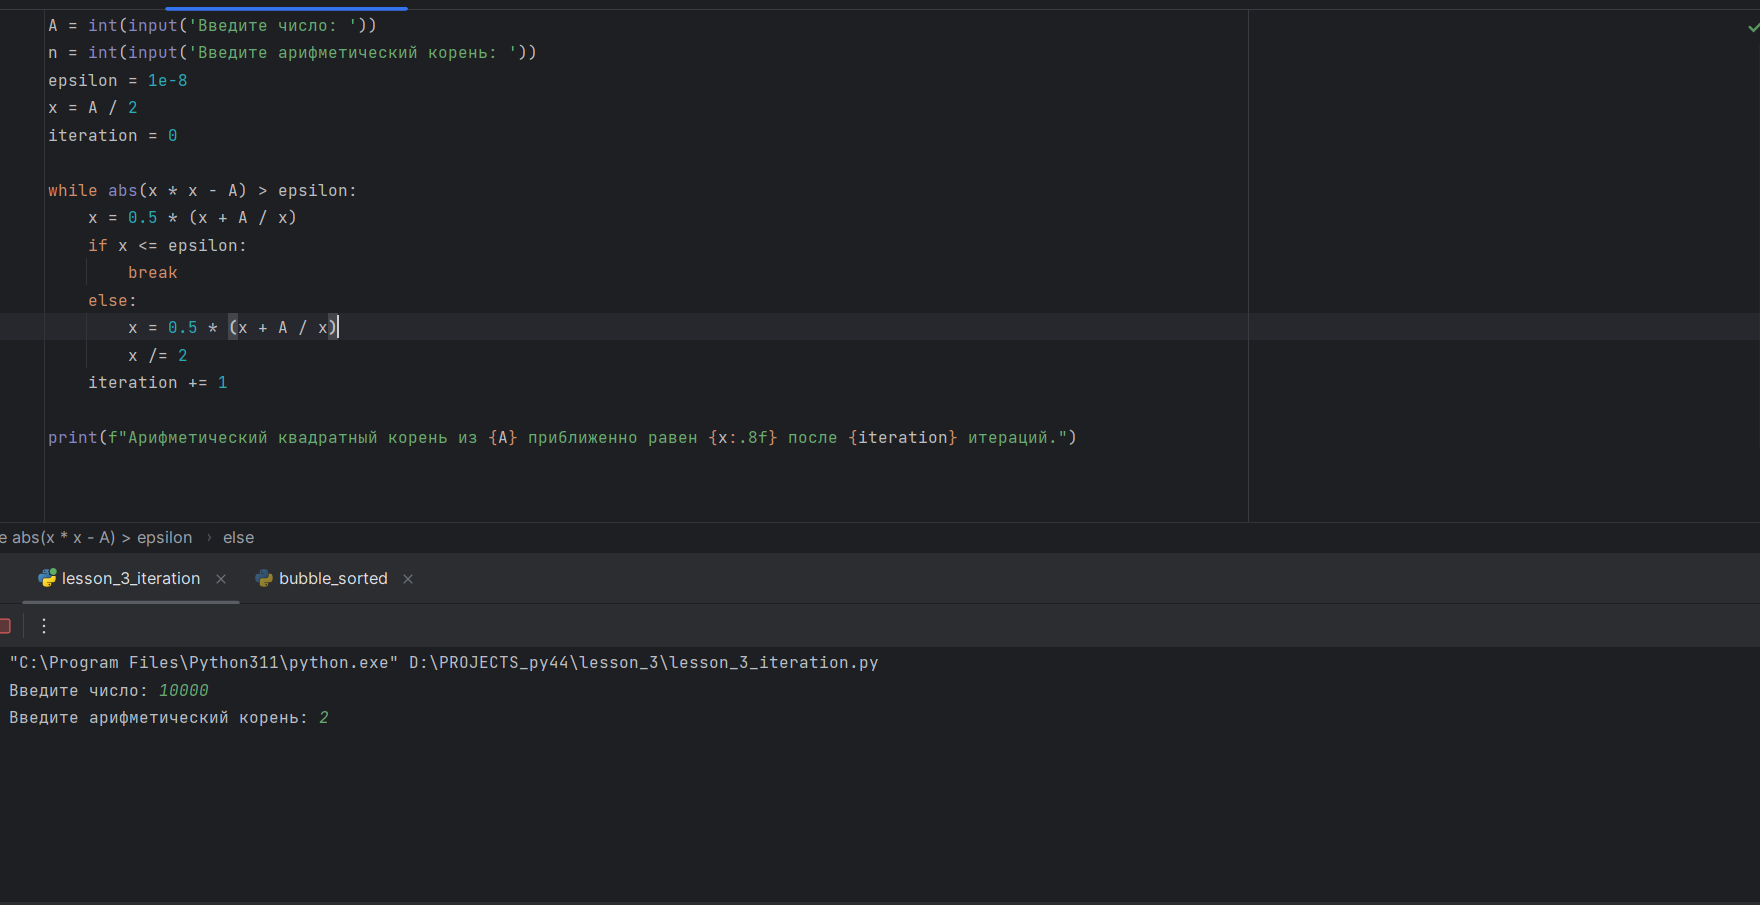 A = int(input('Введите число: '))
n = int(input('Введите арифметический корень: '))
epsilon = 1e-8
x = A / 2
iteration = 0
while abs(x * x - A) > epsilon:
    x = 0.5 * (x + A / x)
    if x <= epsilon:
        break
    else:
        x = 0.5 * (x + A / x)
        x /= 2
    iteration += 1
print(f"Арифметический квадратный корень из {A} приближенно равен {x:.8f} после {iteration} итераций.")
e abs(x * x - A) > epsilon › else
lesson_3_iteration × bubble_sorted ×
"C:\Program Files\Python311\python.exe" D:\PROJECTS_py44\lesson_3\lesson_3_iteration.py
Введите число: 10000
Введите арифметический корень: 2